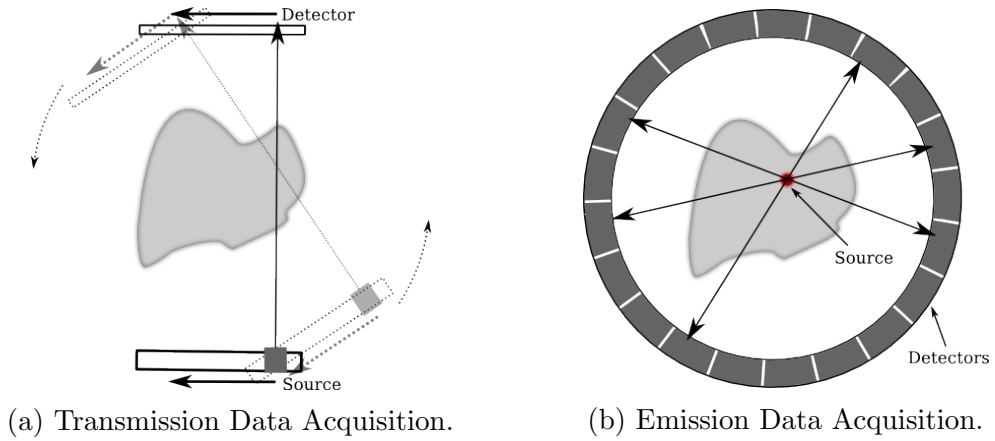 Detector
Source
(a) Transmission Data Acquisition.
Source
Detectors
(b) Emission Data Acquisition.